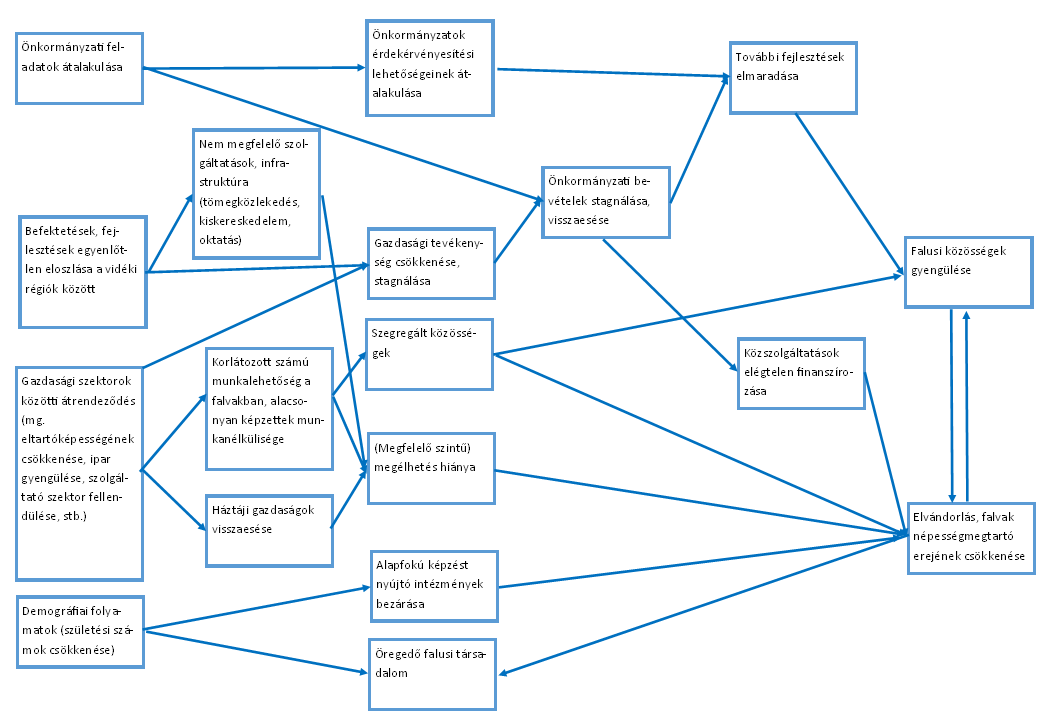 Önkormányzati fel-
adatok átalakulása
Önkormányzatok
érdekérvényesítési
lehetőségeinek át-
alakulása
További fejlesztések
elmaradása
Nem megfelelő szol-
gáltatások, infra-
struktúra
(tömegközlekedés,
kiskereskedelem,
oktatás)
Önkormányzati be-
vételek stagnálása,
visszaesése
Befektetések, fej-
lesztések egyenlőt-
len eloszlása a vidéki
régiók között
Gazdasági tevékeny-
ség csökkenése,
stagnálása
Falusi közösségek
gyengülése
Gazdasági szektorok
közötti átrendeződés
(mg.
eltartóképességének
csökkenése, ipar
gyengülése, szolgál-
tató szektor fellen-
dülése, stb.)
Korlátozott számú
munkalehetőség a
falvakban, alacso-
nyan képzettek mun-
kanélkülisége
Szegregált közössé-
gek
Közszolgáltatások
elégtelen finanszíro-
zása
(Megfelelő szintű)
megélhetés hiánya
Háztáji gazdaságok
visszaesése
Elvándorlás, falvak
népességmegtartó
erejének csökkenése
Alapfokú képzést
nyújtó intézmények
bezárása
Demográfiai folya-
matok (születési szá-
mok csökkenése)
Öregedő falusi társa-
dalom